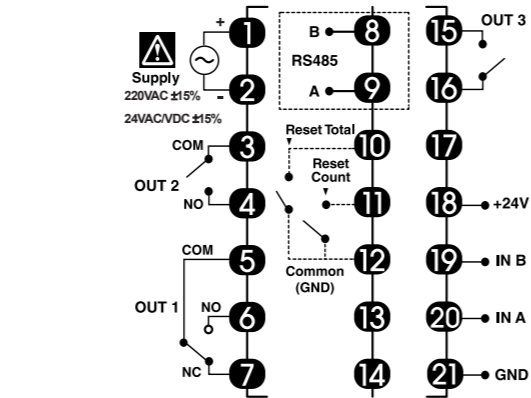 1
+
Supply
220VAC ±15%
-
2
24VAC/VDC ±15%
COM
3
OUT 2
NO
4
COM
5
OUT 1
NO
6
NC
7
B
8
RS485
A
9
Reset Total
10
Reset
Count
11
12
Common
(GND)
13
14
15
OUT 3
16
17
18
+24V
19
IN B
20
IN A
21
GND